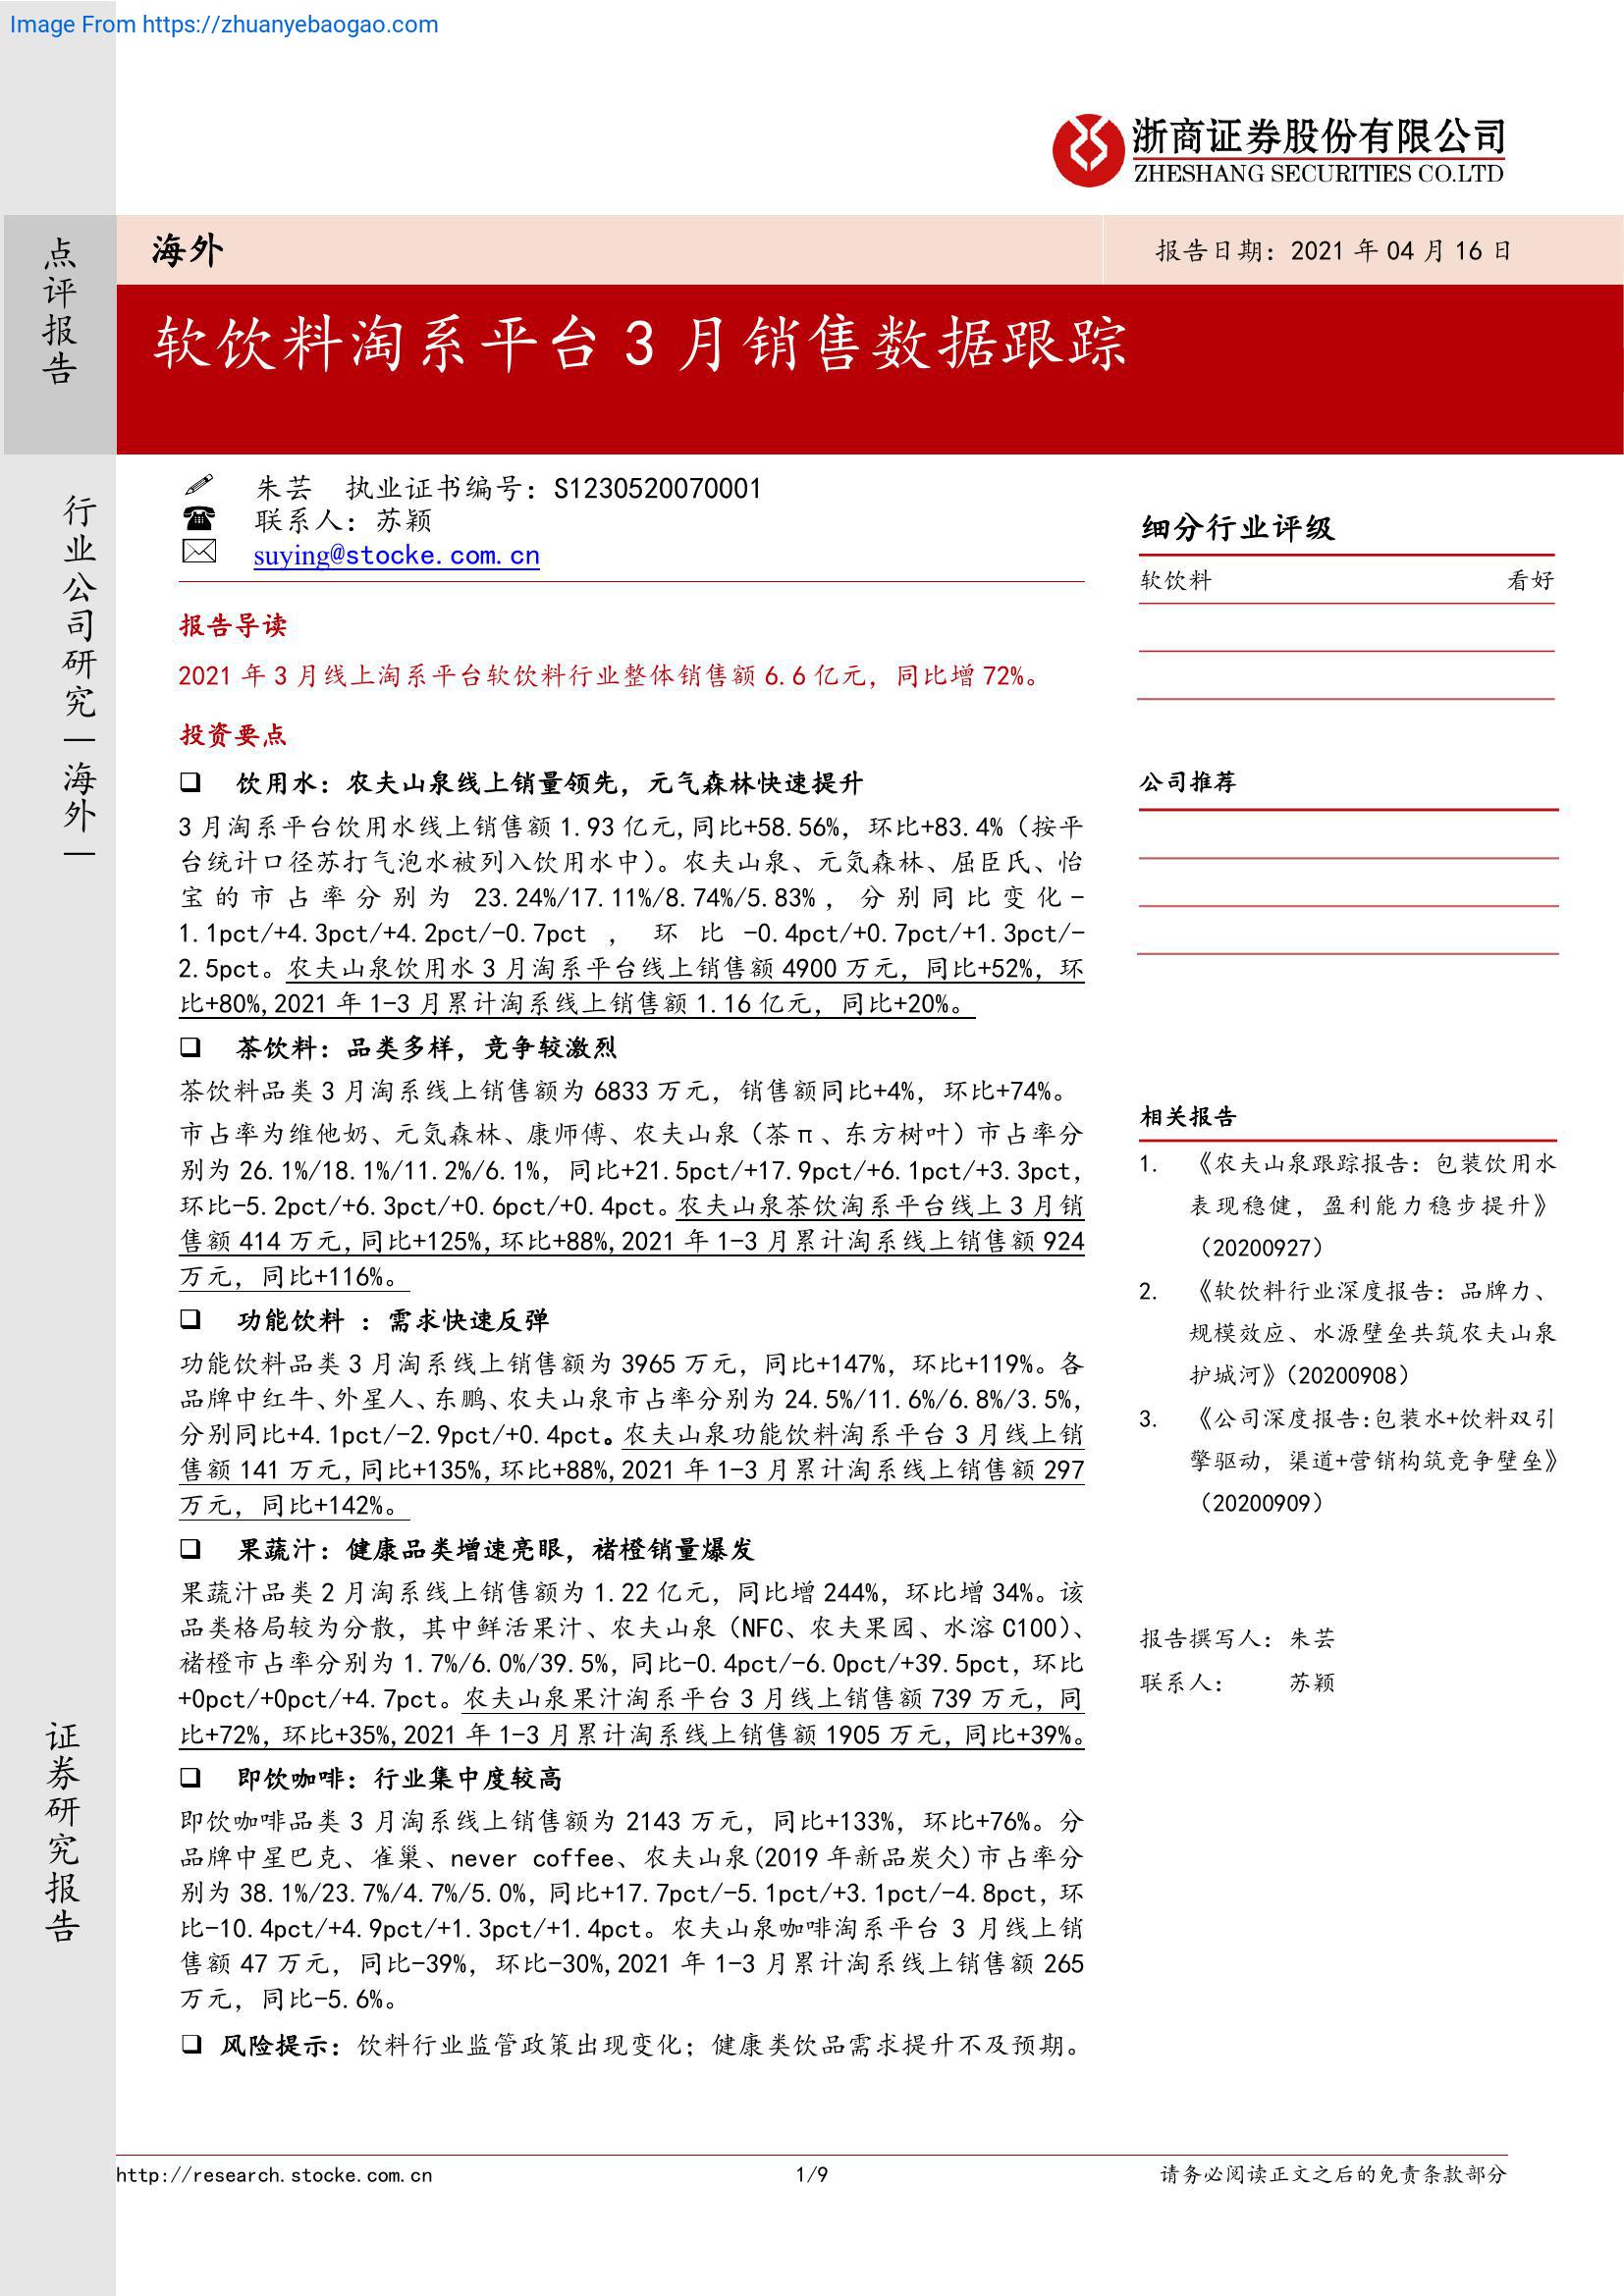 Image From https://zhuanyebaogao.com
浙商证券股份有限公司
ZHESHANG SECURITIES CO.LTD
点评报告
海外
报告日期：2021 年 04 月 16 日
软饮料淘系平台 3 月销售数据跟踪
行业公司研究—海外—
证券研究报告
朱芸 执业证书编号：S1230520070001
联系人：苏颖
suying@stocke.com.cn
报告导读
2021 年 3 月线上淘系平台软饮料行业整体销售额 6.6 亿元，同比增 72%。
投资要点
❑ 饮用水：农夫山泉线上销量领先，元气森林快速提升
3 月淘系平台饮用水线上销售额 1.93 亿元,同比+58.56%，环比+83.4%（按平
台统计口径苏打气泡水被列入饮用水中）。农夫山泉、元気森林、屈臣氏、怡
宝的市占率分别为 23.24%/17.11%/8.74%/5.83%，分别同比变化-
1.1pct/+4.3pct/+4.2pct/-0.7pct ，环比 -0.4pct/+0.7pct/+1.3pct/-
2.5pct。农夫山泉饮用水 3 月淘系平台线上销售额 4900 万元，同比+52%，环
比+80%,2021 年 1-3 月累计淘系线上销售额 1.16 亿元，同比+20%。
❑ 茶饮料：品类多样，竞争较激烈
茶饮料品类 3 月淘系线上销售额为 6833 万元，销售额同比+4%，环比+74%。
市占率为维他奶、元気森林、康师傅、农夫山泉（茶π、东方树叶）市占率分
别为 26.1%/18.1%/11.2%/6.1%，同比+21.5pct/+17.9pct/+6.1pct/+3.3pct，
环比-5.2pct/+6.3pct/+0.6pct/+0.4pct。农夫山泉茶饮淘系平台线上 3 月销
售额 414 万元,同比+125%,环比+88%,2021 年 1-3 月累计淘系线上销售额 924
万元，同比+116%。
❑ 功能饮料 ：需求快速反弹
功能饮料品类 3 月淘系线上销售额为 3965 万元，同比+147%，环比+119%。各
品牌中红牛、外星人、东鹏、农夫山泉市占率分别为 24.5%/11.6%/6.8%/3.5%，
分别同比+4.1pct/-2.9pct/+0.4pct。农夫山泉功能饮料淘系平台 3 月线上销
售额 141 万元,同比+135%,环比+88%,2021 年 1-3 月累计淘系线上销售额 297
万元，同比+142%。
❑ 果蔬汁：健康品类增速亮眼，褚橙销量爆发
果蔬汁品类 2 月淘系线上销售额为 1.22 亿元，同比增 244%，环比增 34%。该
品类格局较为分散，其中鲜活果汁、农夫山泉（NFC、农夫果园、水溶 C100）、
褚橙市占率分别为 1.7%/6.0%/39.5%，同比-0.4pct/-6.0pct/+39.5pct，环比
+0pct/+0pct/+4.7pct。农夫山泉果汁淘系平台 3 月线上销售额 739 万元，同
比+72%，环比+35%,2021 年 1-3 月累计淘系线上销售额 1905 万元，同比+39%。
❑ 即饮咖啡：行业集中度较高
即饮咖啡品类 3 月淘系线上销售额为 2143 万元，同比+133%，环比+76%。分
品牌中星巴克、雀巢、never coffee、农夫山泉(2019 年新品炭仌)市占率分
别为 38.1%/23.7%/4.7%/5.0%，同比+17.7pct/-5.1pct/+3.1pct/-4.8pct，环
比-10.4pct/+4.9pct/+1.3pct/+1.4pct。农夫山泉咖啡淘系平台 3 月线上销
售额 47 万元，同比-39%，环比-30%,2021 年 1-3 月累计淘系线上销售额 265
万元，同比-5.6%。
❑ 风险提示：饮料行业监管政策出现变化；健康类饮品需求提升不及预期。
细分行业评级
软饮料 看好
公司推荐
相关报告
1. 《农夫山泉跟踪报告：包装饮用水
表现稳健，盈利能力稳步提升》
（20200927）
2. 《软饮料行业深度报告：品牌力、
规模效应、水源壁垒共筑农夫山泉
护城河》（20200908）
3. 《公司深度报告:包装水+饮料双引
擎驱动，渠道+营销构筑竞争壁垒》
（20200909）
报告撰写人：朱芸
联系人： 苏颖
http://research.stocke.com.cn
1/9
请务必阅读正文之后的免责条款部分